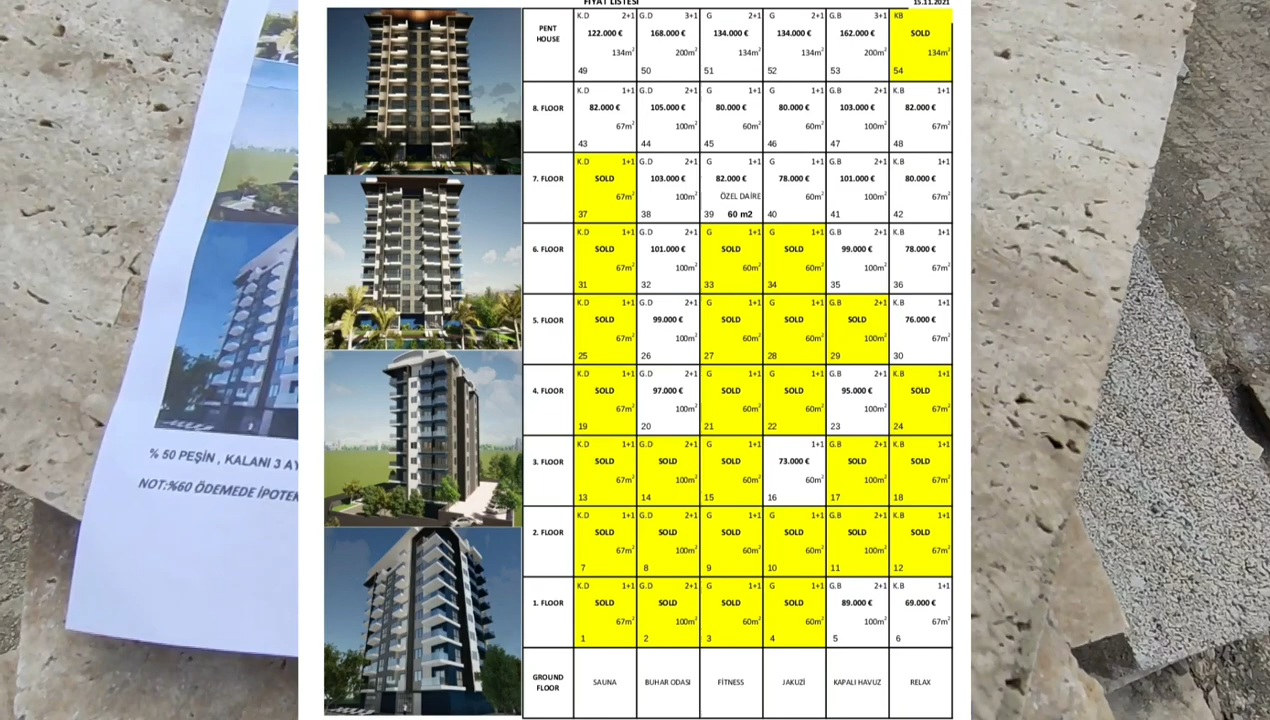 FİYAT LİSTESİ 15.11.2021
PENT HOUSE
K.D 2+1 122.000 € 134m² 49
G.D 3+1 168.000 € 200m² 50
G 2+1 134.000 € 134m² 51
G 2+1 134.000 € 134m² 52
G.B 3+1 162.000 € 200m² 53
KB SOLD 134m² 54
8. FLOOR
K.D 1+1 82.000 € 67m² 43
G.D 2+1 105.000 € 100m² 44
G 1+1 80.000 € 60m² 45
G 1+1 80.000 € 60m² 46
G.B 2+1 103.000 € 100m² 47
K.B 1+1 82.000 € 67m² 48
7. FLOOR
K.D 1+1 SOLD 67m² 37
G.D 2+1 103.000 € 100m² 38
G 1+1 82.000 € ÖZEL DAİRE 39 60 m2
G 1+1 78.000 € 60m² 40
G.B 2+1 101.000 € 100m² 41
K.B 1+1 80.000 € 67m² 42
6. FLOOR
K.D 1+1 SOLD 67m² 31
G.D 2+1 101.000 € 100m² 32
G 1+1 SOLD 60m² 33
G 1+1 SOLD 60m² 34
G.B 2+1 99.000 € 100m² 35
K.B 1+1 78.000 € 67m² 36
5. FLOOR
K.D 1+1 SOLD 67m² 25
G.D 2+1 99.000 € 100m² 26
G 1+1 SOLD 60m² 27
G 1+1 SOLD 60m² 28
G.B 2+1 SOLD 100m² 29
K.B 1+1 76.000 € 67m² 30
4. FLOOR
K.D 1+1 SOLD 67m² 19
G.D 2+1 97.000 € 100m² 20
G 1+1 SOLD 60m² 21
G 1+1 SOLD 60m² 22
G.B 2+1 95.000 € 100m² 23
K.B 1+1 SOLD 67m² 24
3. FLOOR
K.D 1+1 SOLD 67m² 13
G.D 2+1 SOLD 100m² 14
G 1+1 SOLD 60m² 15
1+1 73.000 € 60m² 16
G.B 2+1 SOLD 100m² 17
K.B 1+1 SOLD 67m² 18
2. FLOOR
K.D 1+1 SOLD 67m² 7
G.D 2+1 SOLD 100m² 8
G 1+1 SOLD 60m² 9
G 1+1 SOLD 60m² 10
G.B 2+1 SOLD 100m² 11
K.B 1+1 SOLD 67m² 12
1. FLOOR
K.D 1+1 SOLD 67m² 1
G.D 2+1 SOLD 100m² 2
G 1+1 SOLD 60m² 3
G 1+1 SOLD 60m² 4
G.B 2+1 89.000 € 100m² 5
K.B 1+1 69.000 € 67m² 6
GROUND FLOOR
SAUNA BUHAR ODASI FİTNESS JAKUZİ KAPALI HAVUZ RELAX
% 50 PEŞİN , KALANI 3 AY
NOT:%60 ÖDEMEDE İPOTEK